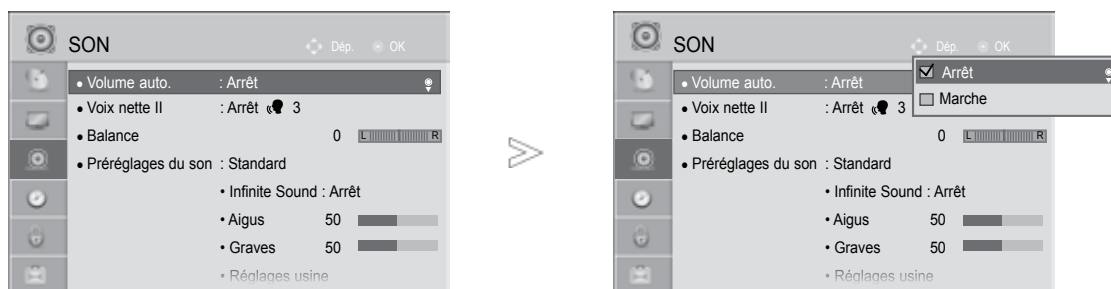 SON
Dép. OK
• Volume auto. : Arrêt
• Voix nette II : Arrêt 3
• Balance 0 L R
• Préréglages du son : Standard
• Infinite Sound : Arrêt
• Aigus 50
• Graves 50
• Réglages usine
SON
Dép. OK
• Volume auto. : Arrêt
Arrêt
Marche
• Voix nette II : Arrêt 3
• Balance 0 L R
• Préréglages du son : Standard
• Infinite Sound : Arrêt
• Aigus 50
• Graves 50
• Réglages usine